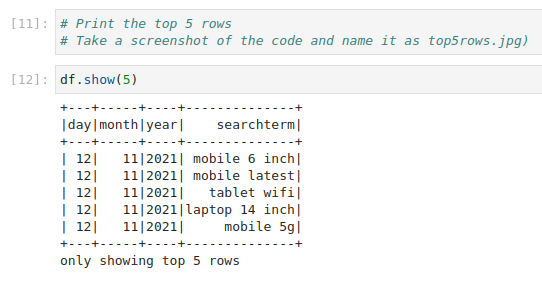 [11]: # Print the top 5 rows
# Take a screenshot of the code and name it as top5rows.jpg)
[12]: df.show(5)
+---+-----+----+--------------+
|day|month|year|    searchterm|
+---+-----+----+--------------+
| 12|   11|2021| mobile 6 inch|
| 12|   11|2021| mobile latest|
| 12|   11|2021|   tablet wifi|
| 12|   11|2021|laptop 14 inch|
| 12|   11|2021|     mobile 5g|
+---+-----+----+--------------+
only showing top 5 rows